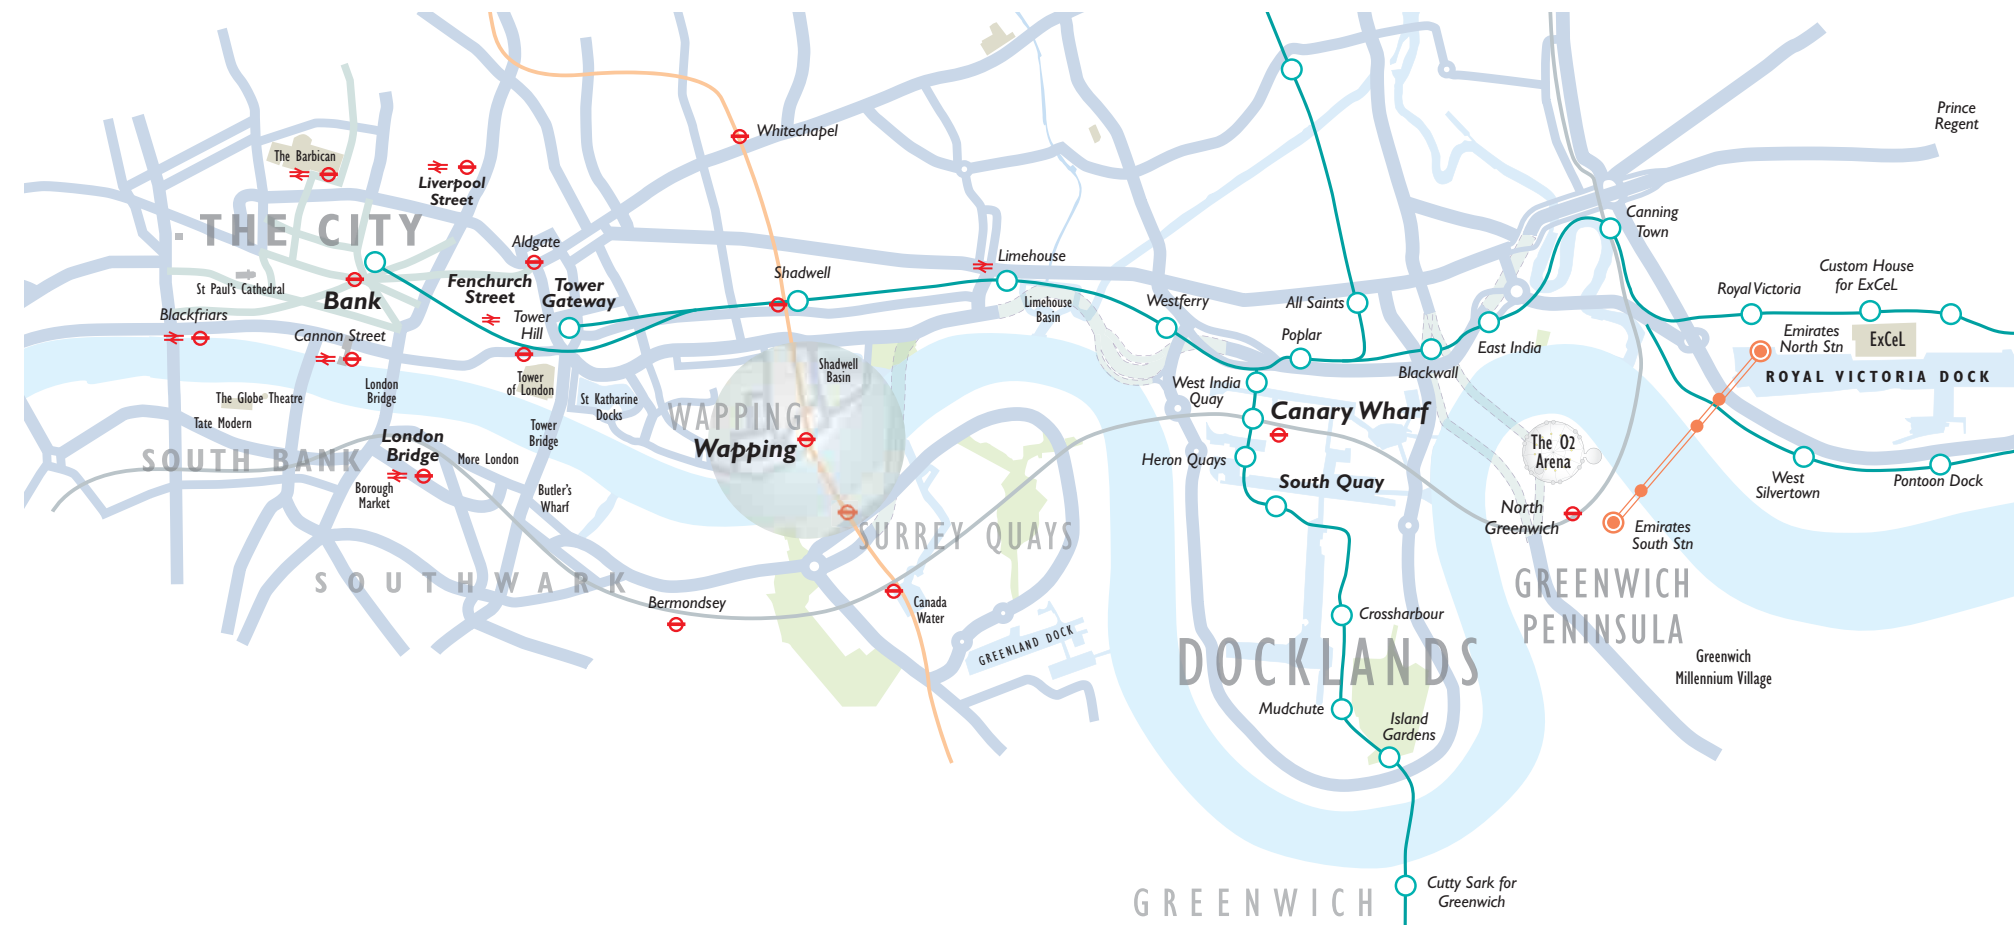 Prince
Regent
Whitechapel
The Barbican
Liverpool
Street
THE CITY
Aldgate
Canning
Town
St Paul's Cathedral
Bank
Fenchurch
Street
Tower
Gateway
Tower
Hill
Shadwell
Limehouse
Limehouse
Basin
Westferry
All Saints
Poplar
Custom House
for ExCeL
Royal Victoria
Emirates
North Stn
ExCeL
Blackfriars
Cannon Street
East India
Blackwall
ROYAL VICTORIA DOCK
Shadwell
Basin
London
Bridge
Tower
of London
St Katharine
Docks
West India
Quay
Canary Wharf
The Globe Theatre
Tate Modern
WAPPING
Wapping
Tower
Bridge
London
Bridge
More London
SOUTH BANK
Heron Quays
The O2
Arena
South Quay
West
Silvertown
Pontoon Dock
Borough
Market
Butler's
Wharf
North
Greenwich
Emirates
South Stn
SURREY QUAYS
SOUTHWARK
Bermondsey
Canada
Water
GREENLAND DOCK
Crossharbour
GREENWICH
PENINSULA
DOCKLANDS
Greenwich
Millennium Village
Mudchute
Island
Gardens
Cutty Sark for
Greenwich
GREENWICH